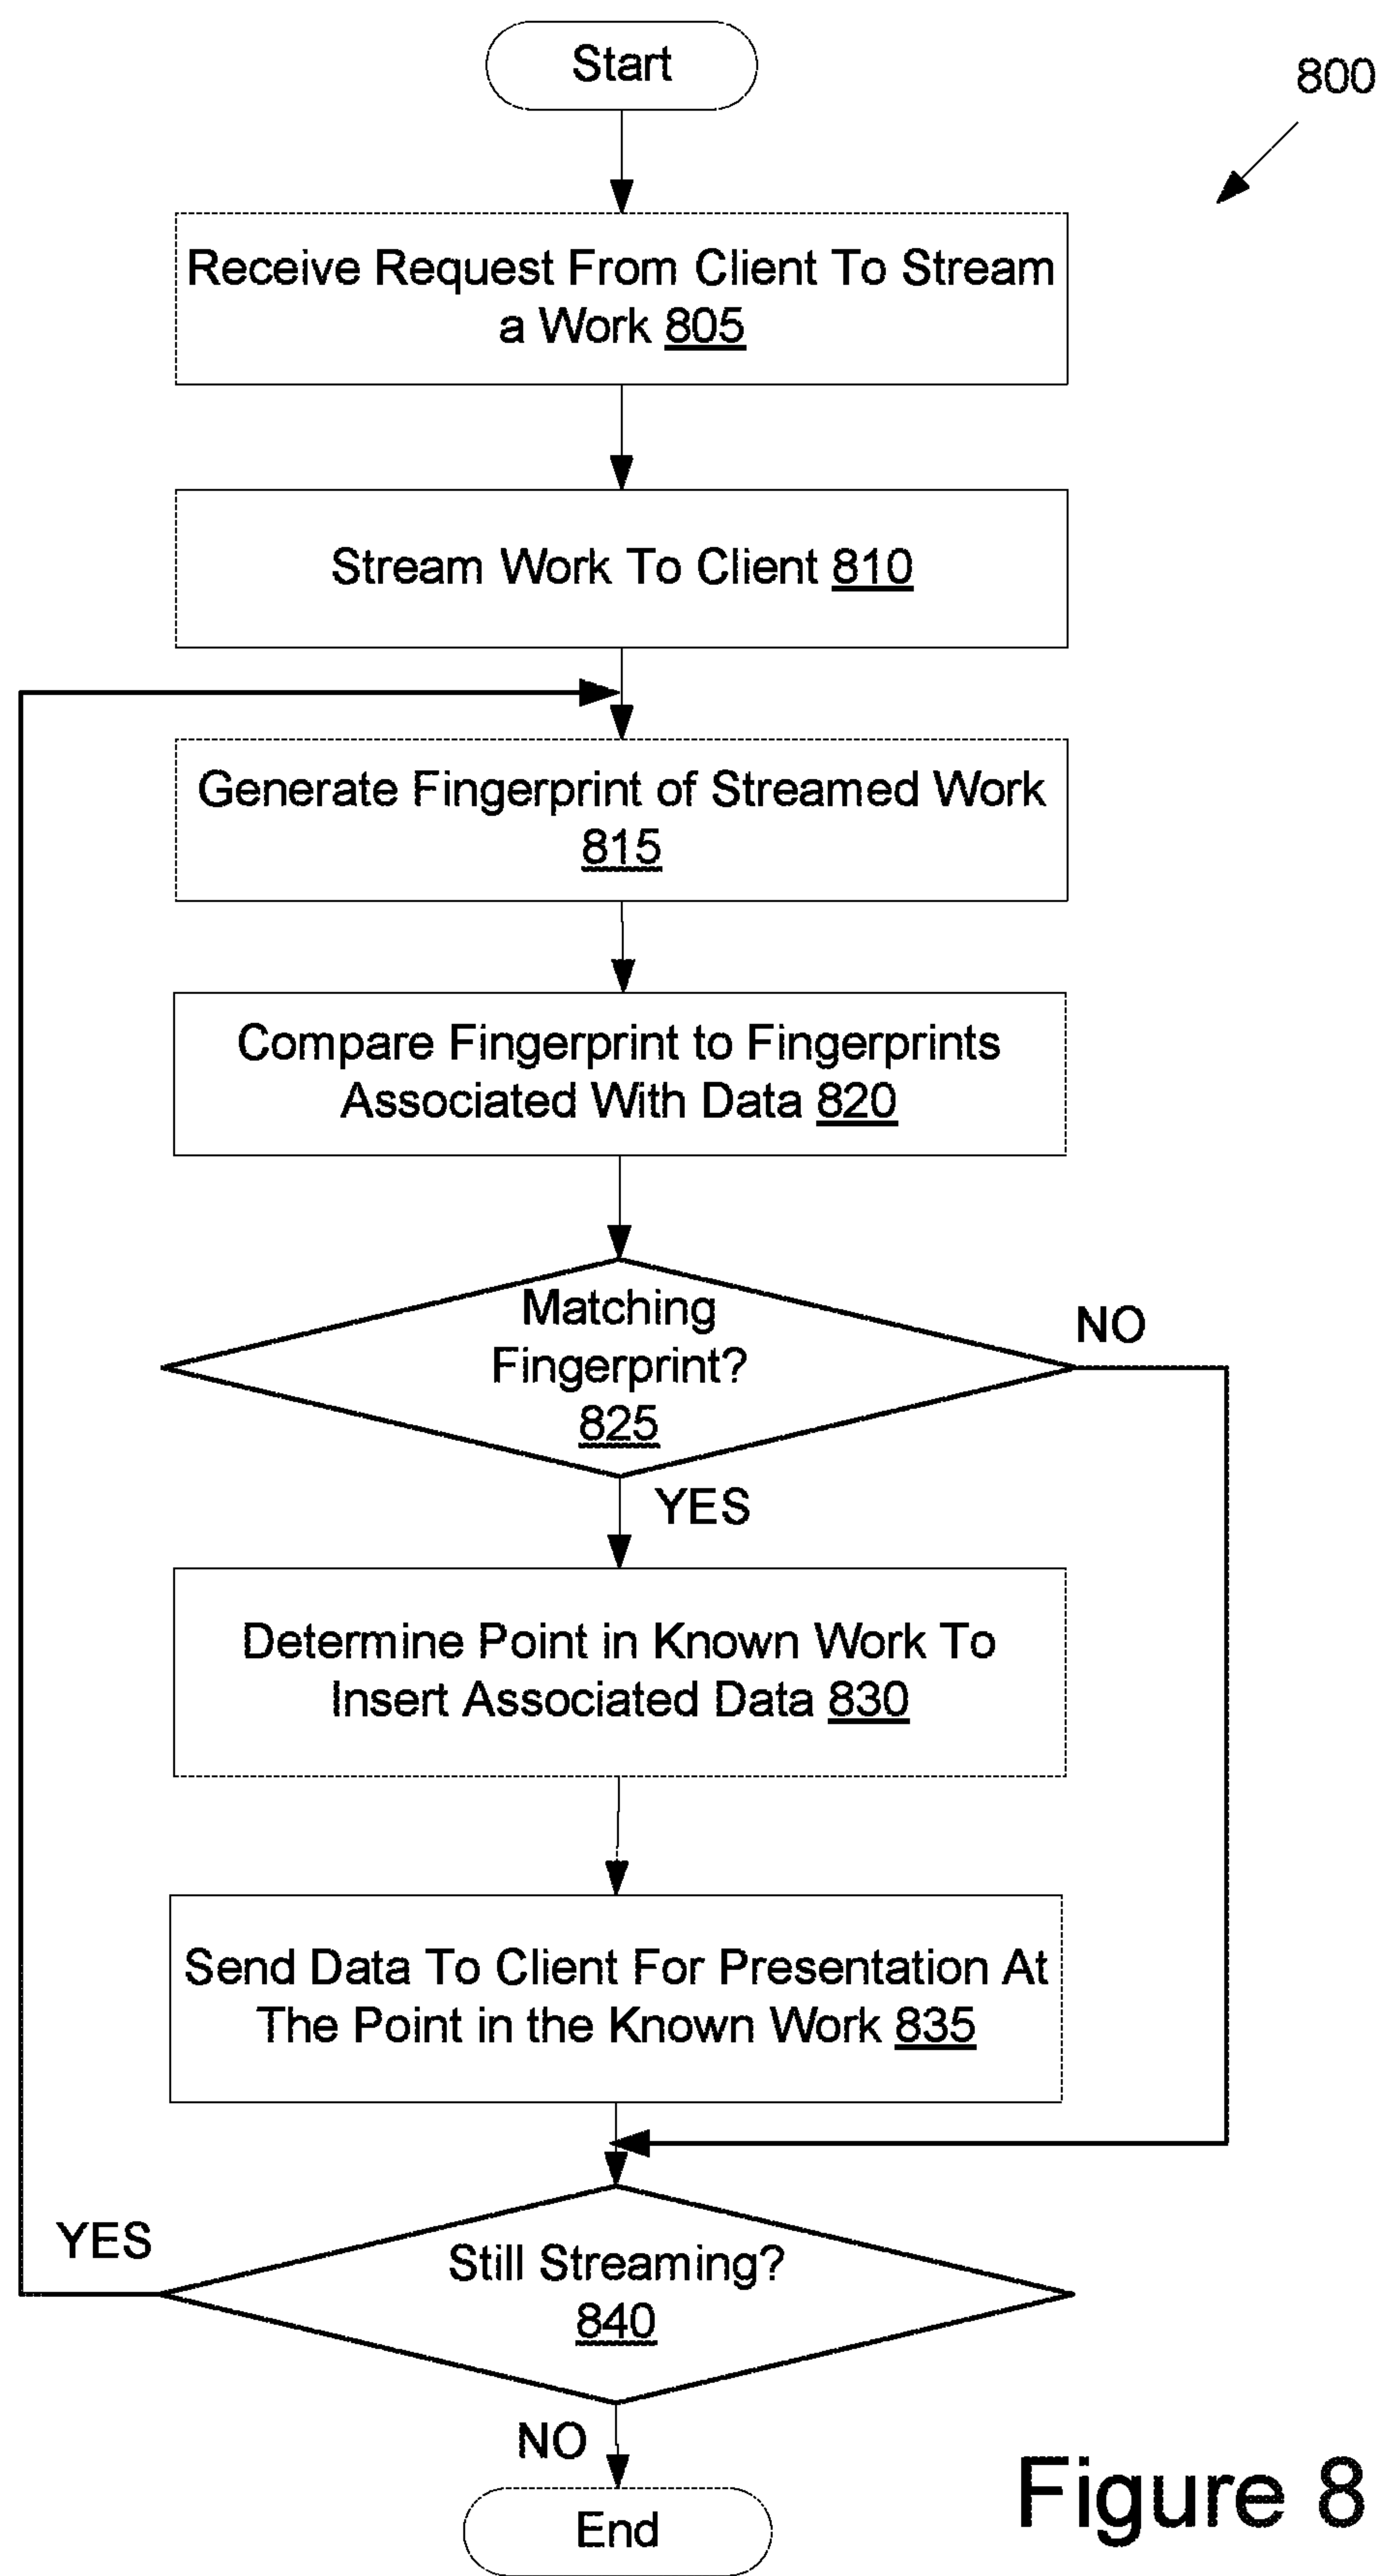 Start
800
Receive Request From Client To Stream
a Work 805
Stream Work To Client 810
Generate Fingerprint of Streamed Work
815
Compare Fingerprint to Fingerprints
Associated With Data 820
Matching
Fingerprint?
825
NO
YES
Determine Point in Known Work To
Insert Associated Data 830
Send Data To Client For Presentation At
The Point in the Known Work 835
YES
Still Streaming?
840
NO
End
Figure 8